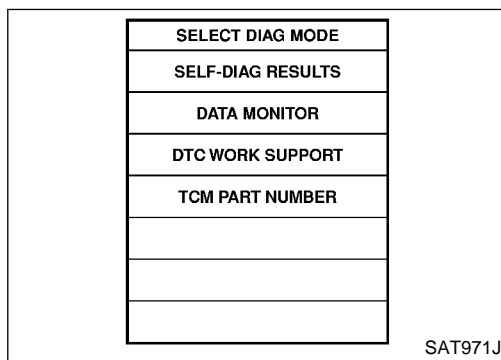 SELECT DIAG MODE
SELF-DIAG RESULTS
DATA MONITOR
DTC WORK SUPPORT
TCM PART NUMBER
SAT971J